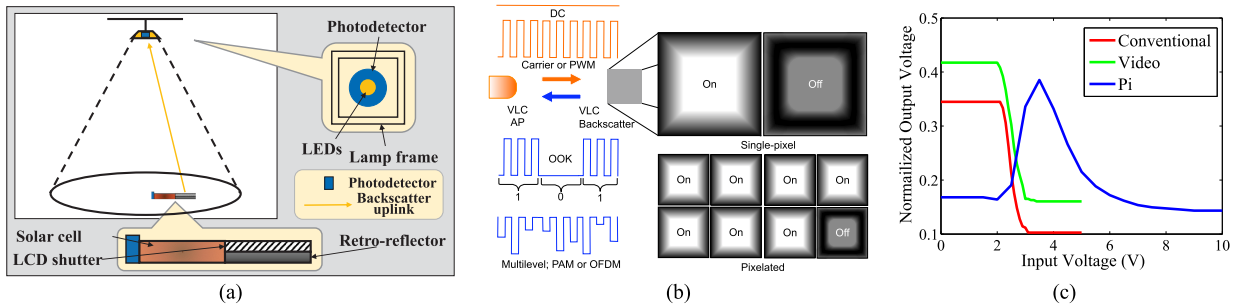 Photodetector
LEDs
Lamp frame
Photodetector
Backscatter
uplink
Solar cell
LCD shutter
Retro-reflector
(a)
DC
Carrier or PWM
VLC
AP
VLC
Backscatter
OOK
1
0
1
Multilevel; PAM or OFDM
On
Off
Single-pixel
On
On
On
On
On
On
On
Off
Pixelated
(b)
Normailized Output Voltage
0.5
0.4
0.3
0.2
0.1
Conventional
Video
Pi
0
2
4
6
8
10
Input Voltage (V)
(c)